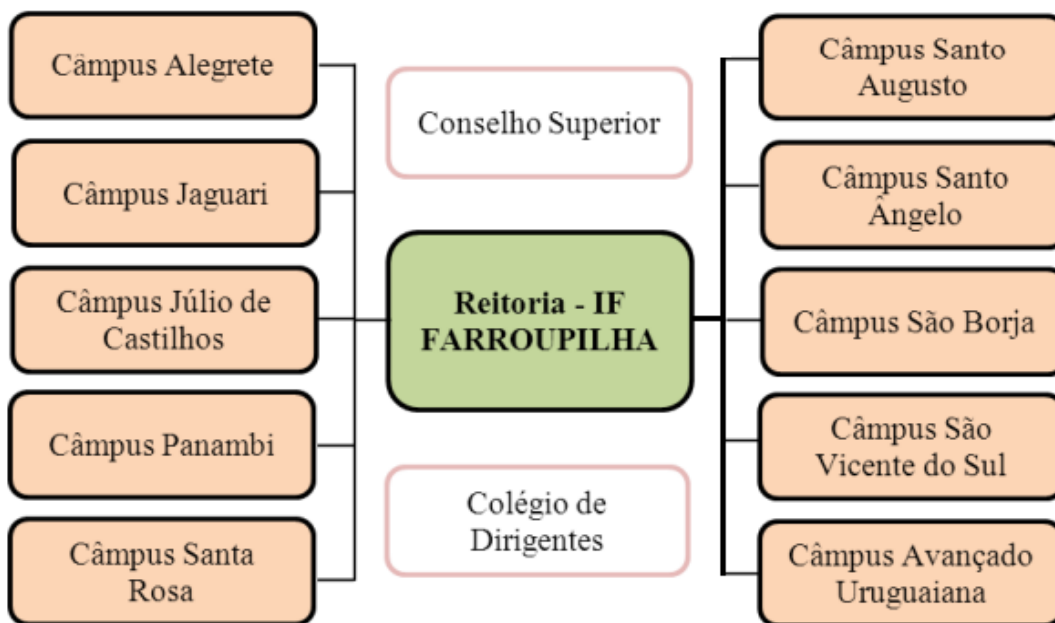 Câmpus Alegrete
Câmpus Jaguari
Câmpus Júlio de
Castilhos
Câmpus Panambi
Câmpus Santa
Rosa
Conselho Superior
Reitoria - IF
FARROUPILHA
Colégio de
Dirigentes
Câmpus Santo
Augusto
Câmpus Santo
Ângelo
Câmpus São Borja
Câmpus São
Vicente do Sul
Câmpus Avançado
Uruguaiana